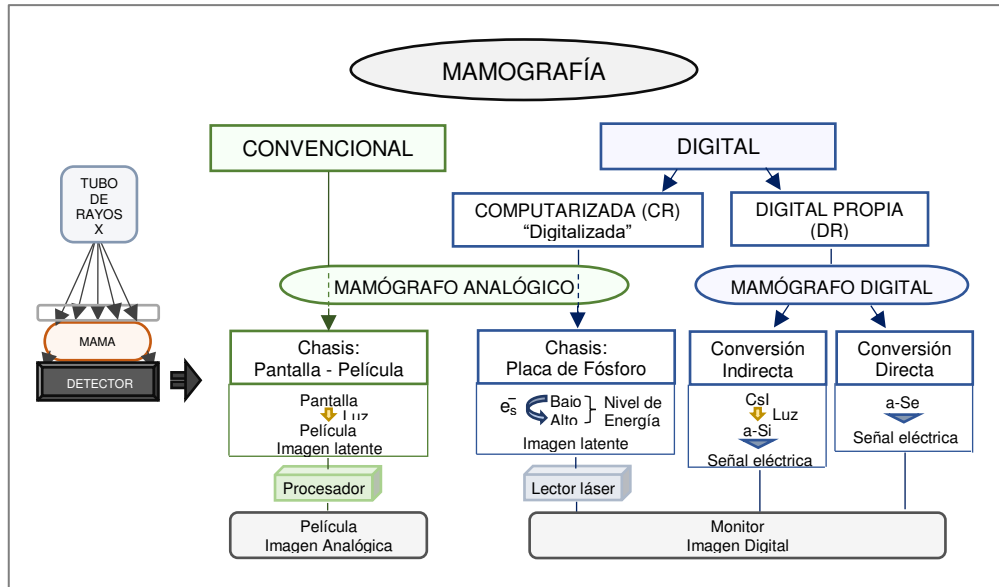 MAMOGRAFÍA
CONVENCIONAL
DIGITAL
TUBO
DE
RAYOS
X
COMPUTARIZADA (CR)
“Digitalizada”
DIGITAL PROPIA
(DR)
MAMÓGRAFO ANALÓGICO
MAMÓGRAFO DIGITAL
MAMA
DETECTOR
Chasis:
Pantalla - Película
Chasis:
Placa de Fósforo
Conversión
Indirecta
Conversión
Directa
Pantalla
Luz
Película
Imagen latente
e̅s
Bajo
Alto
Nivel de
Energía
Imagen latente
CsI
Luz
a-Si
Señal eléctrica
a-Se
Señal eléctrica
Procesador
Lector láser
Película
Imagen Analógica
Monitor
Imagen Digital